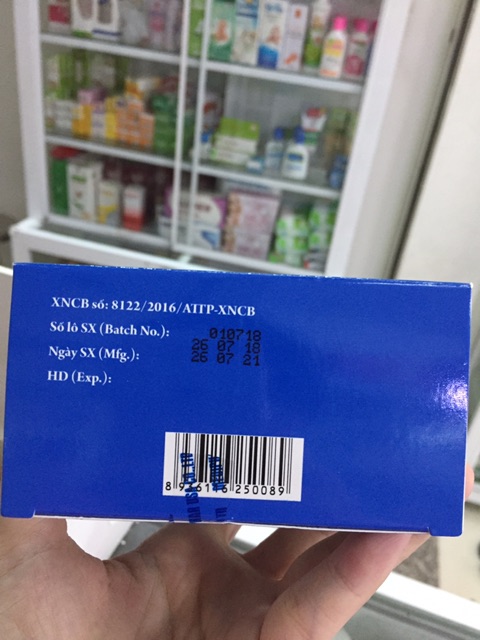 XNCB số: 8122/2016/ATTP-XNCB
Số lô SX (Batch No.): 010718
Ngày SX (Mfg.): 26 07 18
HD (Exp.): 26 07 21
250089